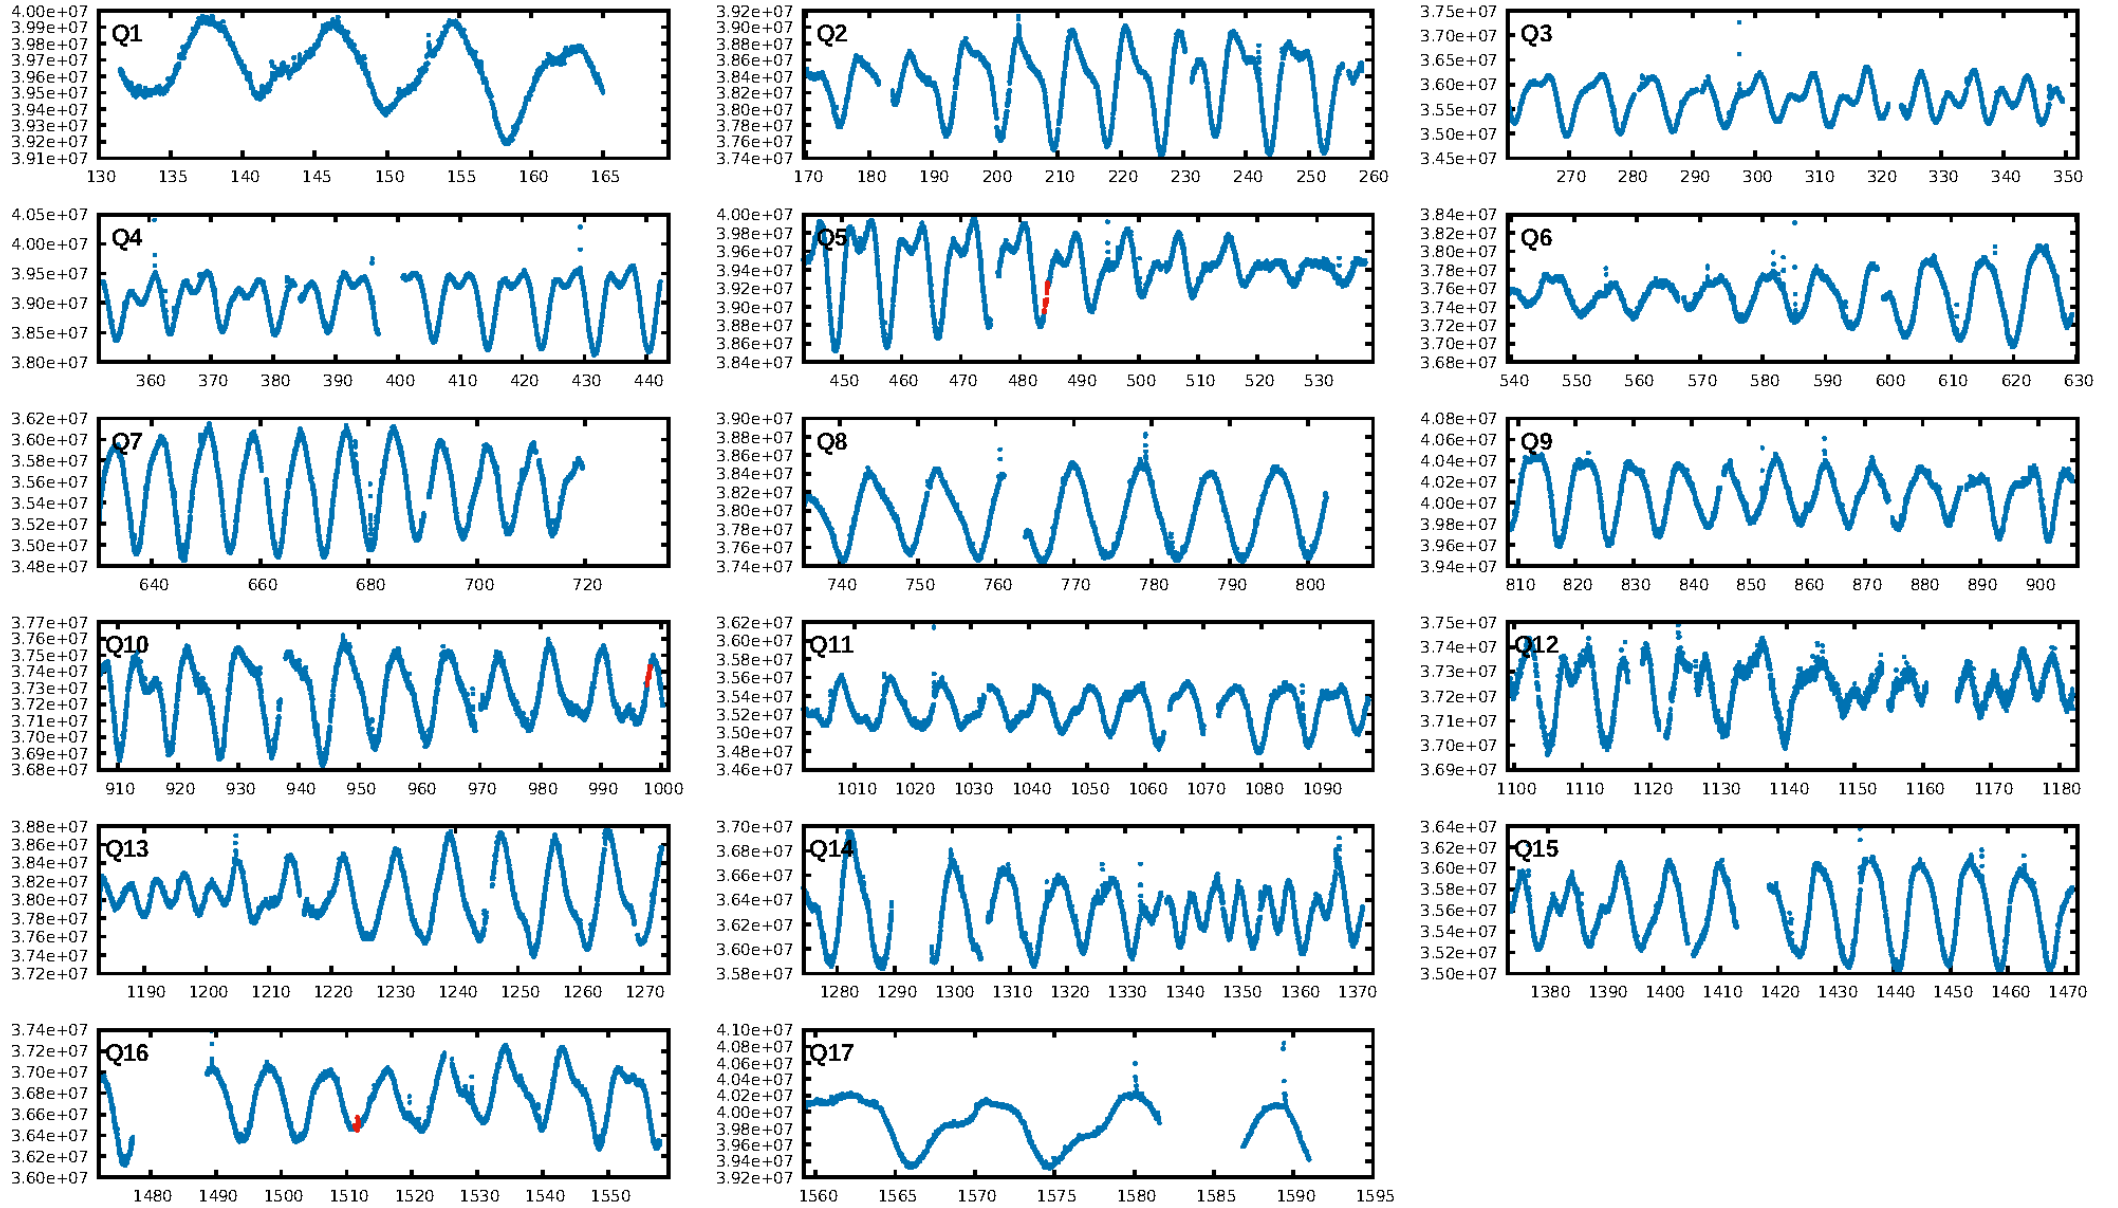 4.00e+07
3.99e+07
3.98e+07
3.97e+07
3.96e+07
3.95e+07
3.94e+07
3.93e+07
3.92e+07
3.91e+07
Q1
130 135 140 145 150 155 160 165
3.92e+07
3.90e+07
3.88e+07
3.86e+07
3.84e+07
3.82e+07
3.80e+07
3.78e+07
3.76e+07
3.74e+07
Q2
170 180 190 200 210 220 230 240 250 260
3.75e+07
3.70e+07
3.65e+07
3.60e+07
3.55e+07
3.50e+07
3.45e+07
Q3
270 280 290 300 310 320 330 340 350
4.05e+07
4.00e+07
3.95e+07
3.90e+07
3.85e+07
3.80e+07
Q4
360 370 380 390 400 410 420 430 440
4.00e+07
3.98e+07
3.96e+07
3.94e+07
3.92e+07
3.90e+07
3.88e+07
3.86e+07
3.84e+07
Q5
450 460 470 480 490 500 510 520 530
3.84e+07
3.82e+07
3.80e+07
3.78e+07
3.76e+07
3.74e+07
3.72e+07
3.70e+07
3.68e+07
Q6
540 550 560 570 580 590 600 610 620 630
3.62e+07
3.60e+07
3.58e+07
3.56e+07
3.54e+07
3.52e+07
3.50e+07
3.48e+07
Q7
640 660 680 700 720
3.90e+07
3.88e+07
3.86e+07
3.84e+07
3.82e+07
3.80e+07
3.78e+07
3.76e+07
3.74e+07
Q8
740 750 760 770 780 790 800
4.08e+07
4.06e+07
4.04e+07
4.02e+07
4.00e+07
3.98e+07
3.96e+07
3.94e+07
Q9
810 820 830 840 850 860 870 880 890 900
3.77e+07
3.76e+07
3.75e+07
3.74e+07
3.73e+07
3.72e+07
3.71e+07
3.70e+07
3.69e+07
3.68e+07
Q10
910 920 930 940 950 960 970 980 990 1000
3.62e+07
3.60e+07
3.58e+07
3.56e+07
3.54e+07
3.52e+07
3.50e+07
3.48e+07
3.46e+07
Q11
1010 1020 1030 1040 1050 1060 1070 1080 1090
3.75e+07
3.74e+07
3.73e+07
3.72e+07
3.71e+07
3.70e+07
3.69e+07
Q12
1100 1110 1120 1130 1140 1150 1160 1170 1180
3.88e+07
3.86e+07
3.84e+07
3.82e+07
3.80e+07
3.78e+07
3.76e+07
3.74e+07
3.72e+07
Q13
1190 1200 1210 1220 1230 1240 1250 1260 1270
3.70e+07
3.68e+07
3.66e+07
3.64e+07
3.62e+07
3.60e+07
3.58e+07
Q14
1280 1290 1300 1310 1320 1330 1340 1350 1360 1370
3.64e+07
3.62e+07
3.60e+07
3.58e+07
3.56e+07
3.54e+07
3.52e+07
3.50e+07
Q15
1380 1390 1400 1410 1420 1430 1440 1450 1460 1470
3.74e+07
3.72e+07
3.70e+07
3.68e+07
3.66e+07
3.64e+07
3.62e+07
3.60e+07
Q16
1480 1490 1500 1510 1520 1530 1540 1550
4.10e+07
4.08e+07
4.06e+07
4.04e+07
4.02e+07
4.00e+07
3.98e+07
3.96e+07
3.94e+07
3.92e+07
Q17
1560 1565 1570 1575 1580 1585 1590 1595